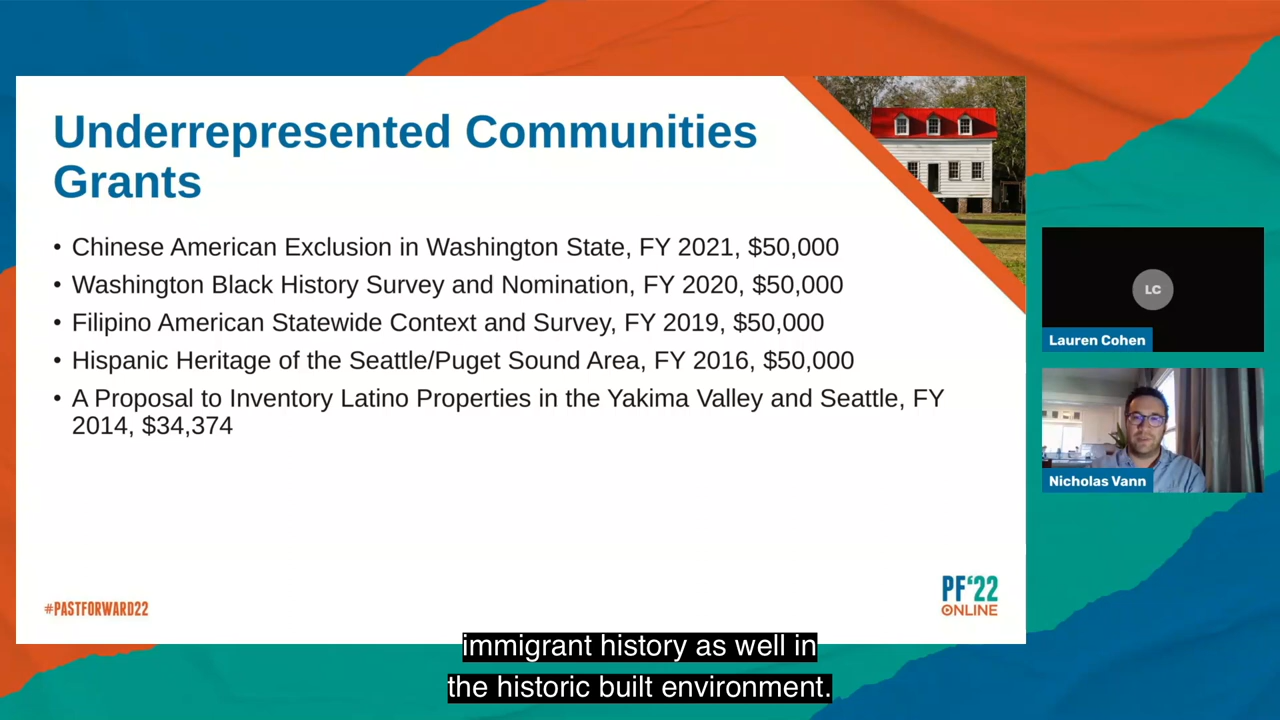 Underrepresented Communities
Grants
• Chinese American Exclusion in Washington State, FY 2021, $50,000
• Washington Black History Survey and Nomination, FY 2020, $50,000
• Filipino American Statewide Context and Survey, FY 2019, $50,000
• Hispanic Heritage of the Seattle/Puget Sound Area, FY 2016, $50,000
• A Proposal to Inventory Latino Properties in the Yakima Valley and Seattle, FY
2014, $34,374
LC
Lauren Cohen
Nicholas Vann
#PASTFORWARD22
PF‘22
ONLINE
immigrant history as well in
the historic built environment.